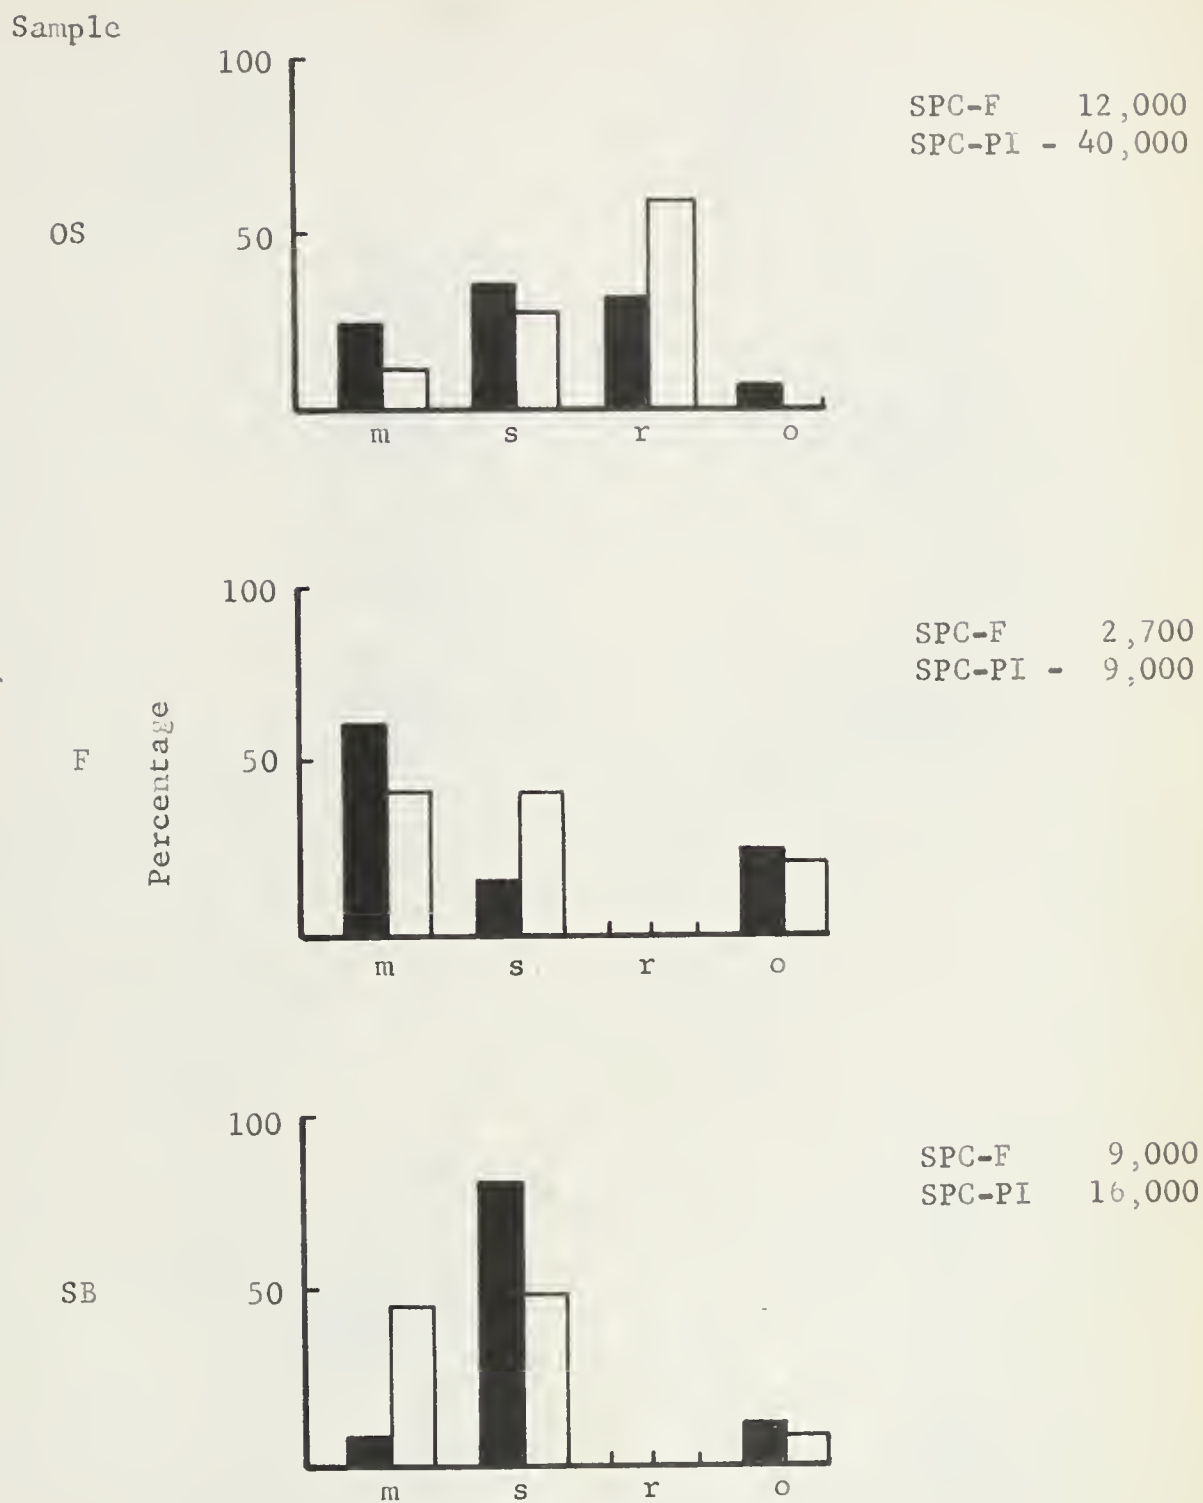 Sample
100
SPC-F 12,000
SPC-PI - 40,000
OS
50
m s r o
100
SPC-F 2,700
SPC-PI - 9,000
F
Percentage
50
m s r o
100
SPC-F 9,000
SPC-PI 16,000
SB
50
m s r o